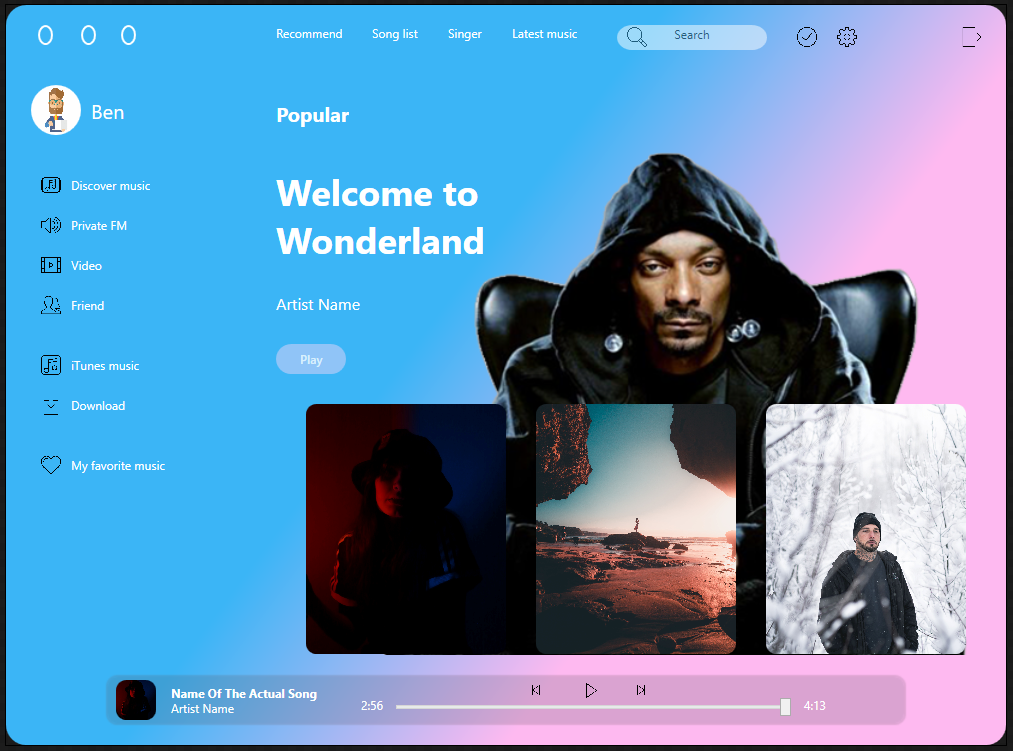 Recommend
Song list
Singer
Latest music
Search
Ben
Popular
Discover music
Private FM
Video
Friend
iTunes music
Download
My favorite music
Welcome to
Wonderland
Artist Name
Play
Name Of The Actual Song
Artist Name
2:56
4:13